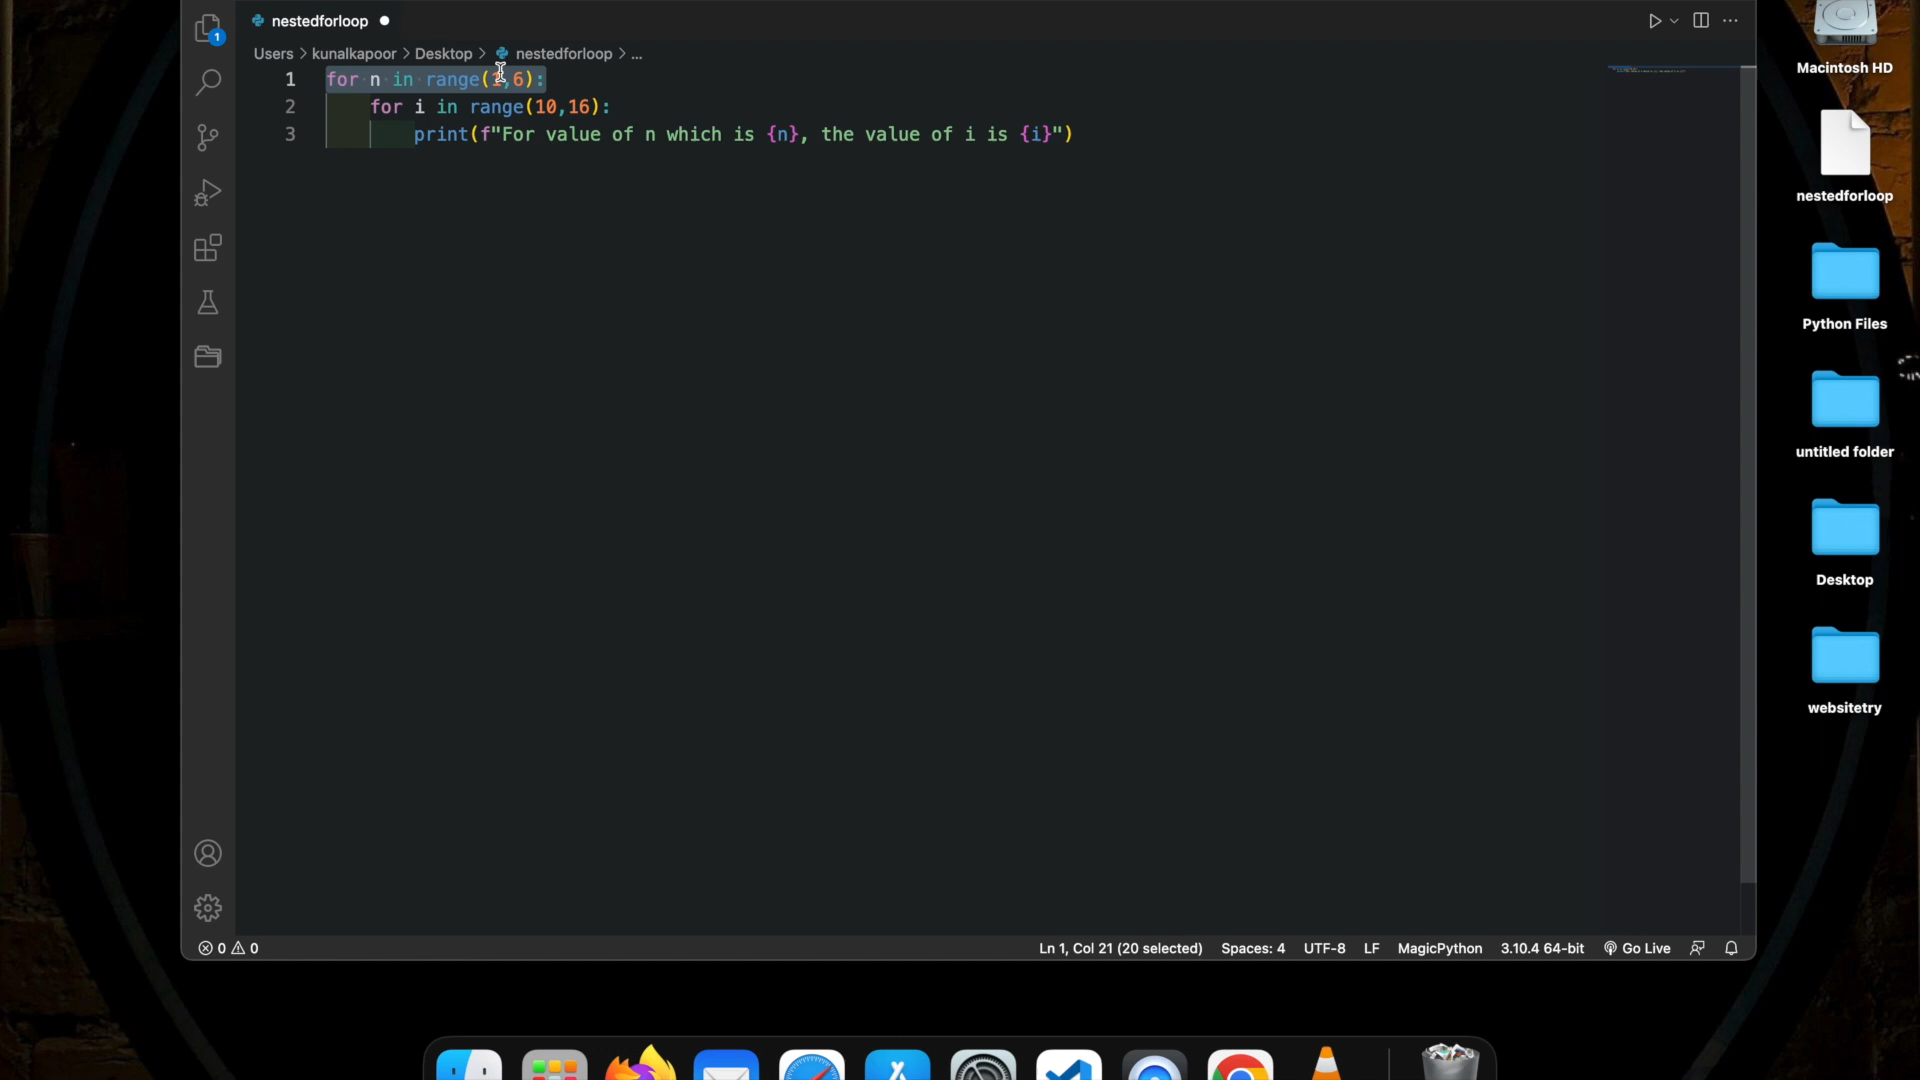 nestedforloop
Users > kunalkapoor > Desktop > nestedforloop > ...
1 for n in range(1,6):
2 for i in range(10,16):
3 print(f"For value of n which is {n}, the value of i is {i}")
1
Macintosh HD
nestedforloop
Python Files
untitled folder
Desktop
websitetry
0 0
Ln 1, Col 21 (20 selected) Spaces: 4 UTF-8 LF MagicPython 3.10.4 64-bit Go Live